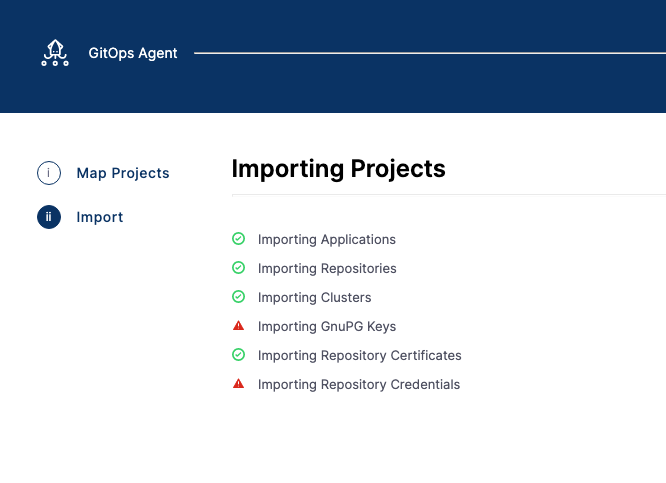 GitOps Agent
i Map Projects
ii Import
Importing Projects
Importing Applications
Importing Repositories
Importing Clusters
Importing GnuPG Keys
Importing Repository Certificates
Importing Repository Credentials